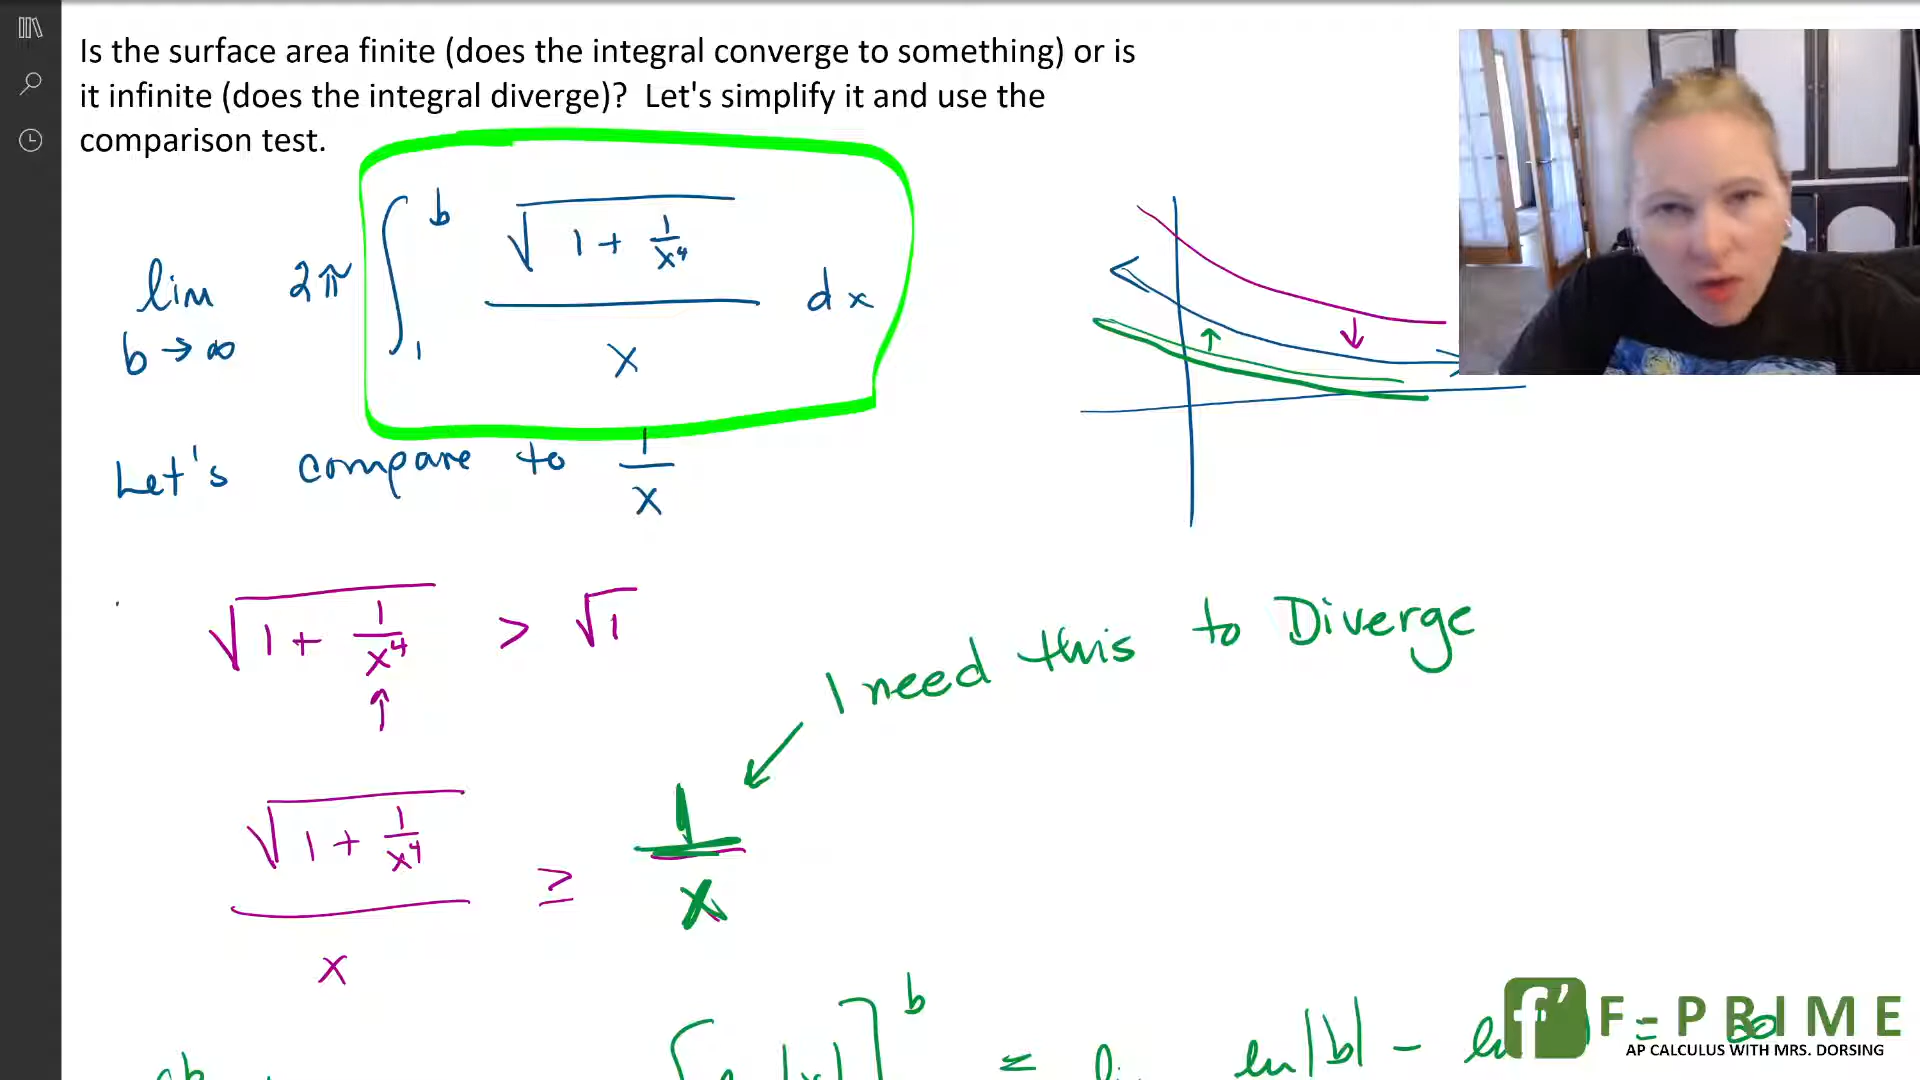 Is the surface area finite (does the integral converge to something) or is
it infinite (does the integral diverge)? Let's simplify it and use the
comparison test.
lim b→∞ 2π ∫₁ᵇ √(1 + 1/x⁴) / x dx
Let's compare to 1/x
√(1 + 1/x⁴) > √1
I need this to Diverge
√(1 + 1/x⁴) / x ≥ 1/x
b
= ln|b| -
F-PRIME
AP CALCULUS WITH MRS. DORSING